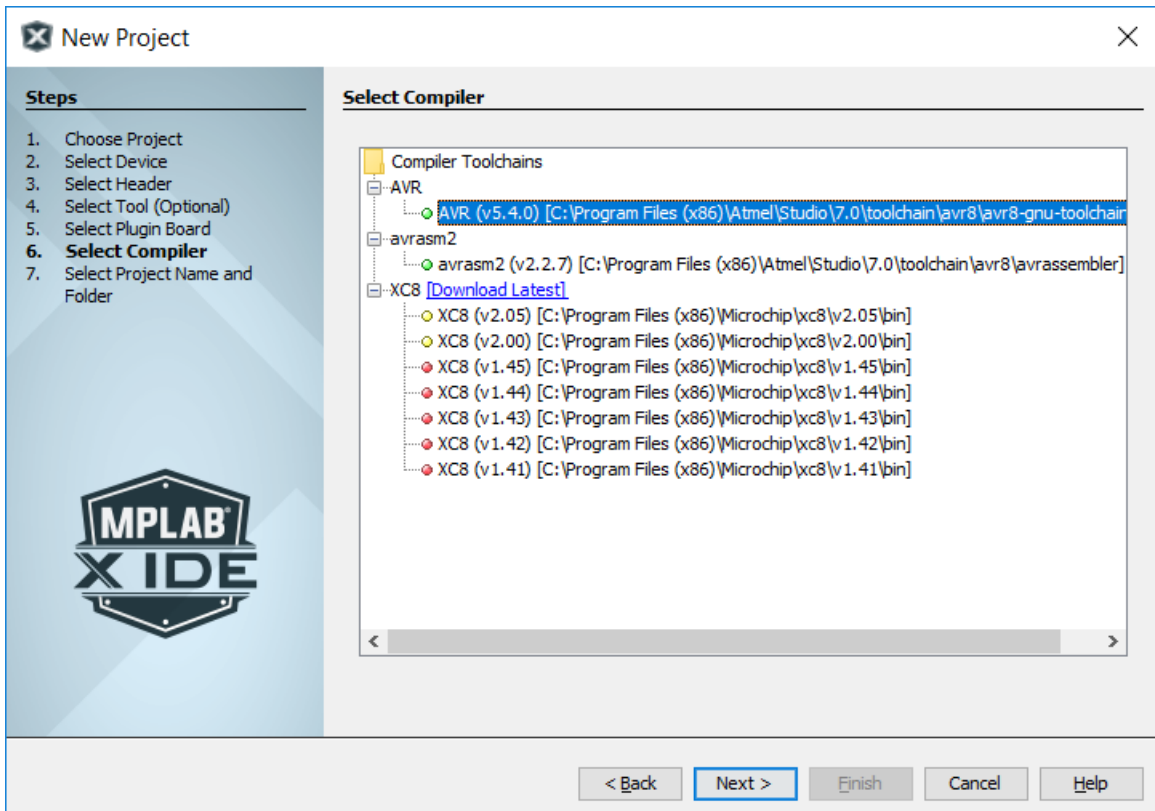 New Project
Steps
1. Choose Project
2. Select Device
3. Select Header
4. Select Tool (Optional)
5. Select Plugin Board
6. Select Compiler
7. Select Project Name and
Folder
MPLAB®
X IDE
Select Compiler
Compiler Toolchains
AVR
AVR (v5.4.0) [C:\Program Files (x86)\Atmel\Studio\7.0\toolchain\avr8\avr8-gnu-toolchain
avrasm2
avrasm2 (v2.2.7) [C:\Program Files (x86)\Atmel\Studio\7.0\toolchain\avr8\avrassembler]
XC8 [Download Latest]
XC8 (v2.05) [C:\Program Files (x86)\Microchip\xc8\v2.05\bin]
XC8 (v2.00) [C:\Program Files (x86)\Microchip\xc8\v2.00\bin]
XC8 (v1.45) [C:\Program Files (x86)\Microchip\xc8\v1.45\bin]
XC8 (v1.44) [C:\Program Files (x86)\Microchip\xc8\v1.44\bin]
XC8 (v1.43) [C:\Program Files (x86)\Microchip\xc8\v1.43\bin]
XC8 (v1.42) [C:\Program Files (x86)\Microchip\xc8\v1.42\bin]
XC8 (v1.41) [C:\Program Files (x86)\Microchip\xc8\v1.41\bin]
< Back Next > Finish Cancel Help